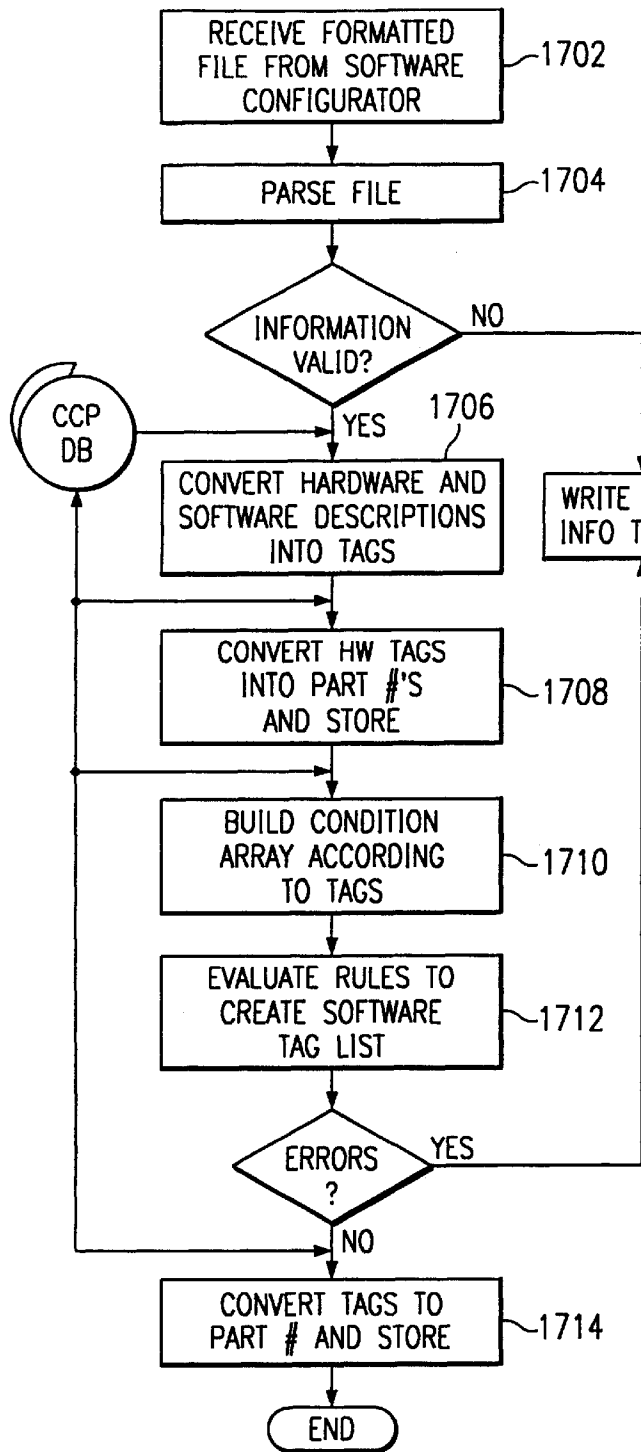 RECEIVE FORMATTED
FILE FROM SOFTWARE
CONFIGURATOR
1702
PARSE FILE
1704
INFORMATION
VALID?
NO
YES
CCP
DB
1706
CONVERT HARDWARE AND
SOFTWARE DESCRIPTIONS
INTO TAGS
WRITE
INFO T
CONVERT HW TAGS
INTO PART #'S
AND STORE
1708
BUILD CONDITION
ARRAY ACCORDING
TO TAGS
1710
EVALUATE RULES TO
CREATE SOFTWARE
TAG LIST
1712
ERRORS
?
YES
NO
CONVERT TAGS TO
PART # AND STORE
1714
END